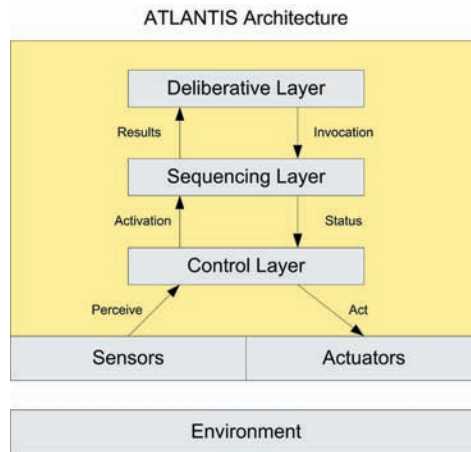 ATLANTIS Architecture
Deliberative Layer
Results
Invocation
Sequencing Layer
Activation
Status
Control Layer
Perceive
Act
Sensors
Actuators
Environment